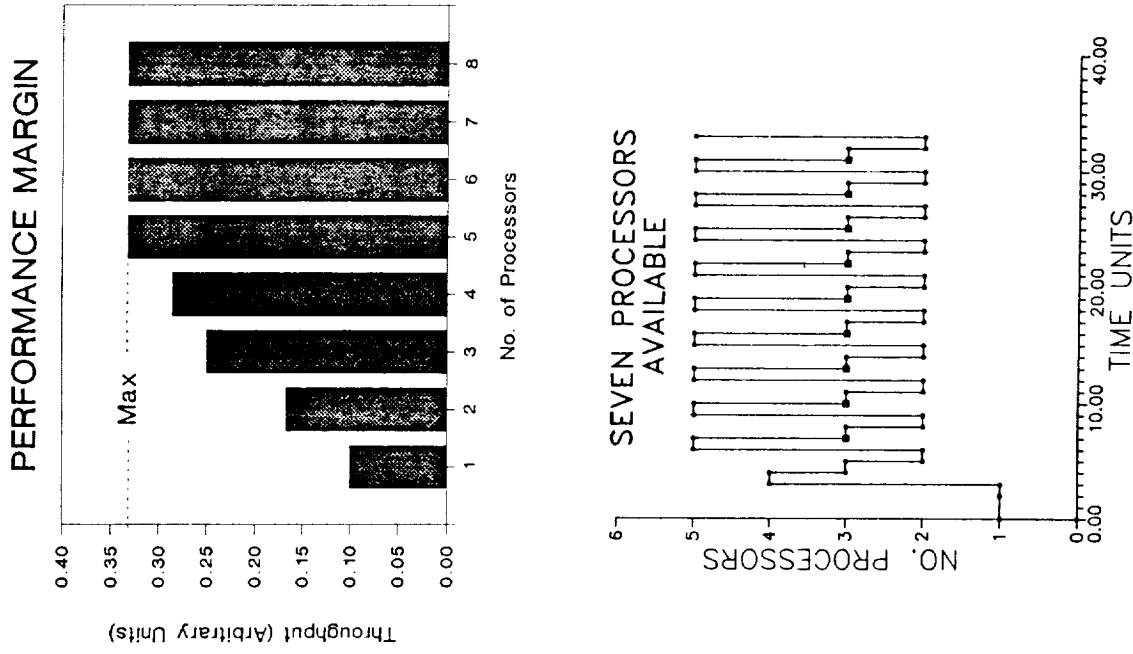 PERFORMANCE MARGIN
Throughput (Arbitrary Units)
0.40
0.35
0.30
0.25
0.20
0.15
0.10
0.05
0.00
Max
1 2 3 4 5 6 7 8
No. of Processors
SEVEN PROCESSORS
AVAILABLE
NO. PROCESSORS
6
5
4
3
2
1
0
0.00 10.00 20.00 30.00 40.00
TIME UNITS